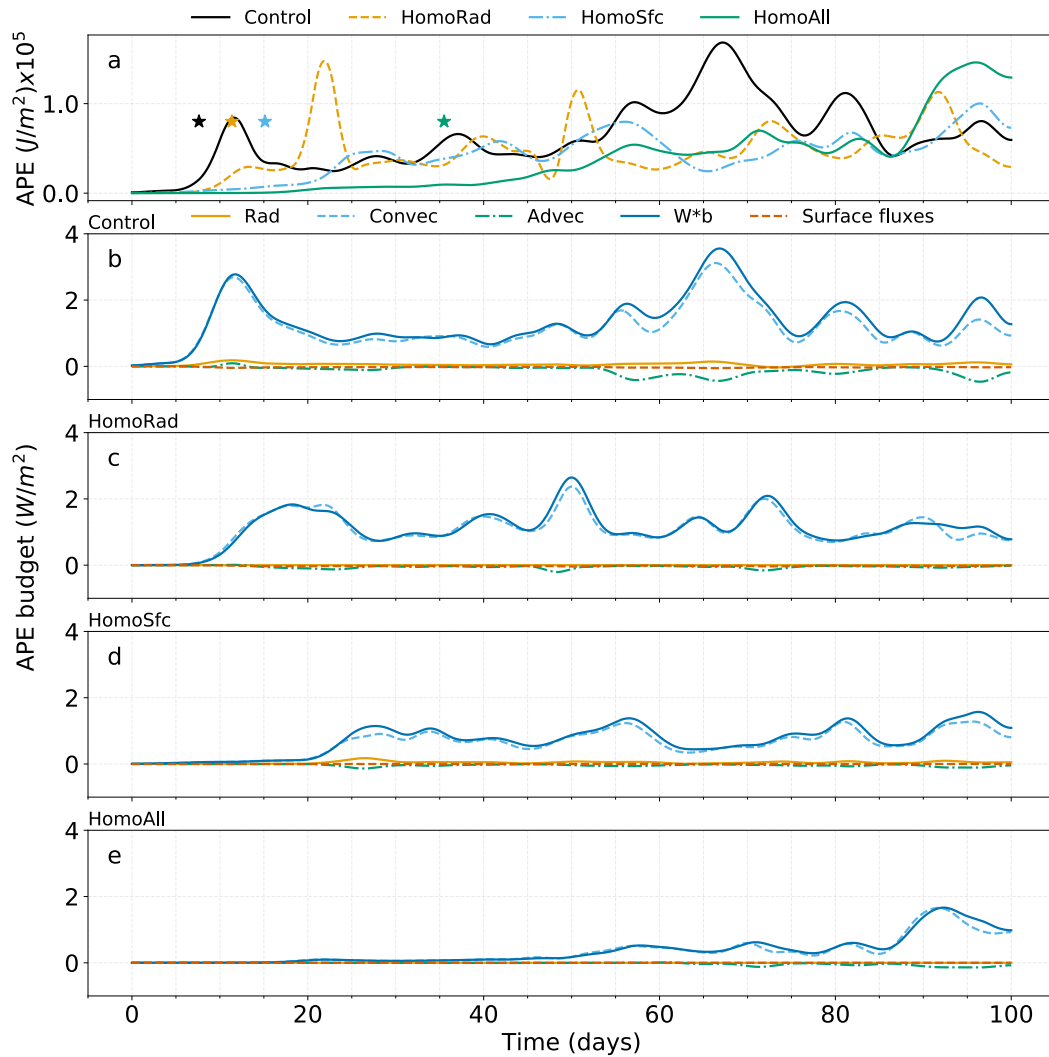 Control HomoRad HomoSfc HomoAll
a
APE (J/m²)x10⁵
1.0
0.0
Rad Convec Advec W*b Surface fluxes
Control
b
4
2
0
HomoRad
c
4
2
0
APE budget (W/m²)
HomoSfc
d
4
2
0
HomoAll
e
4
2
0
0 20 40 60 80 100
Time (days)